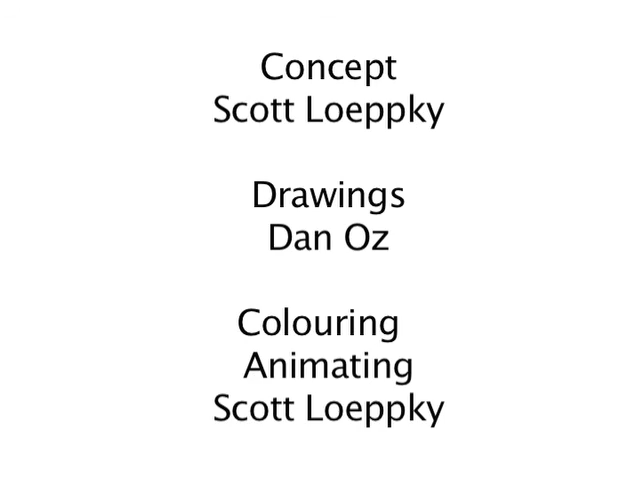 Concept
Scott Loeppky
Drawings
Dan Oz
Colouring
Animating
Scott Loeppky